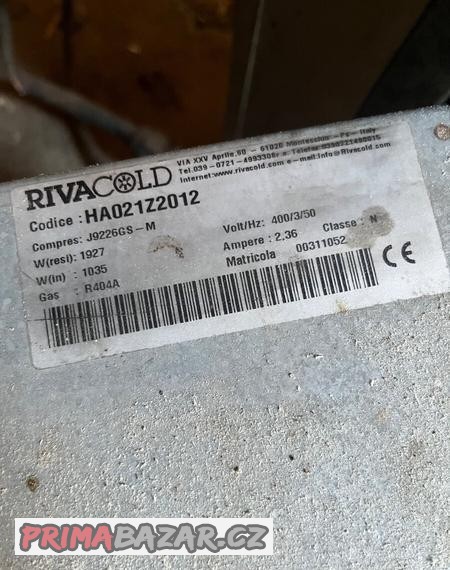 RIVACOLD
VIA XXV Aprile,60 - 61020 Montecchio - PS - Italy
Internet:www.rivacold.com e-mail:info@Rivacold.com
Codice : HA021Z2012
Compres: J9226GS-M
Volt/Hz: 400/3/50
W(resi): 1927
Ampere : 2,36
Classe : N
W(in) : 1035
Matricola 00311052
Gas : R404A
CE
PRIMABAZAR.CZ